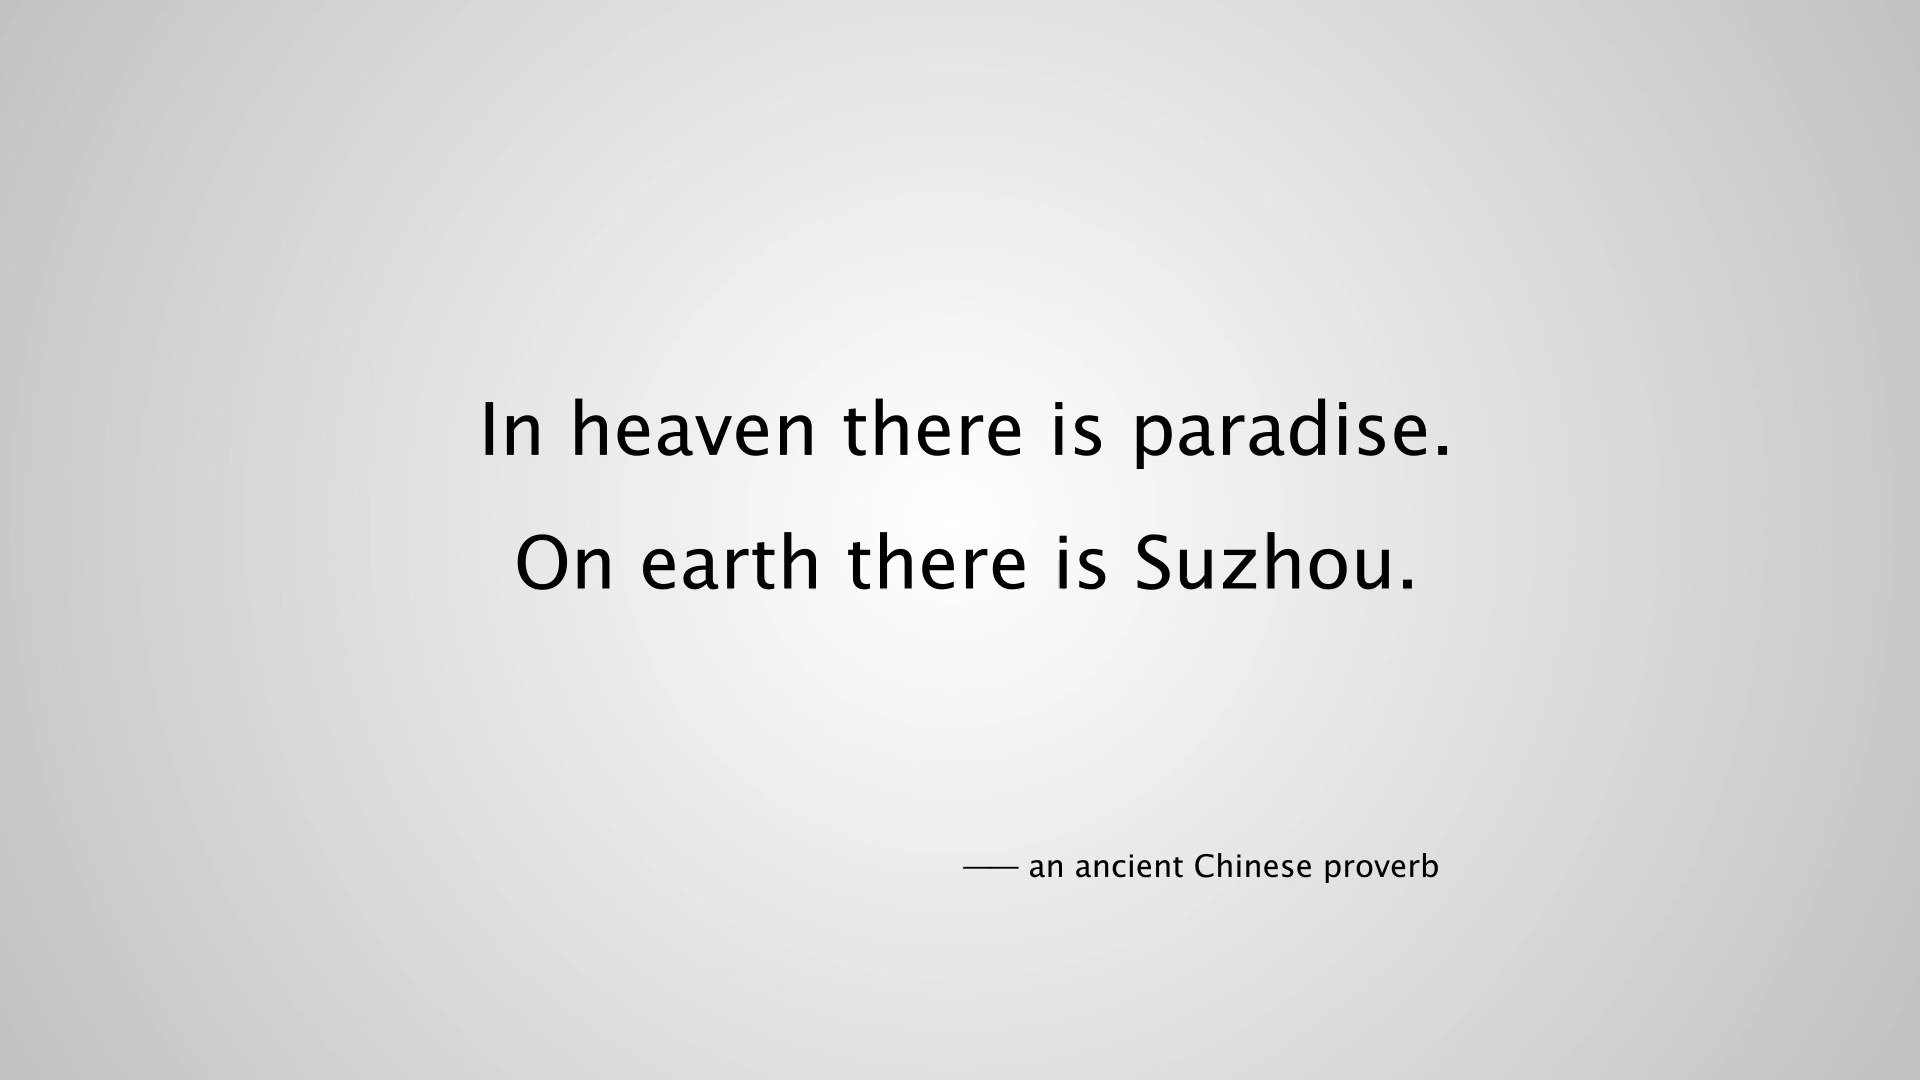 In heaven there is paradise.
On earth there is Suzhou.
—— an ancient Chinese proverb